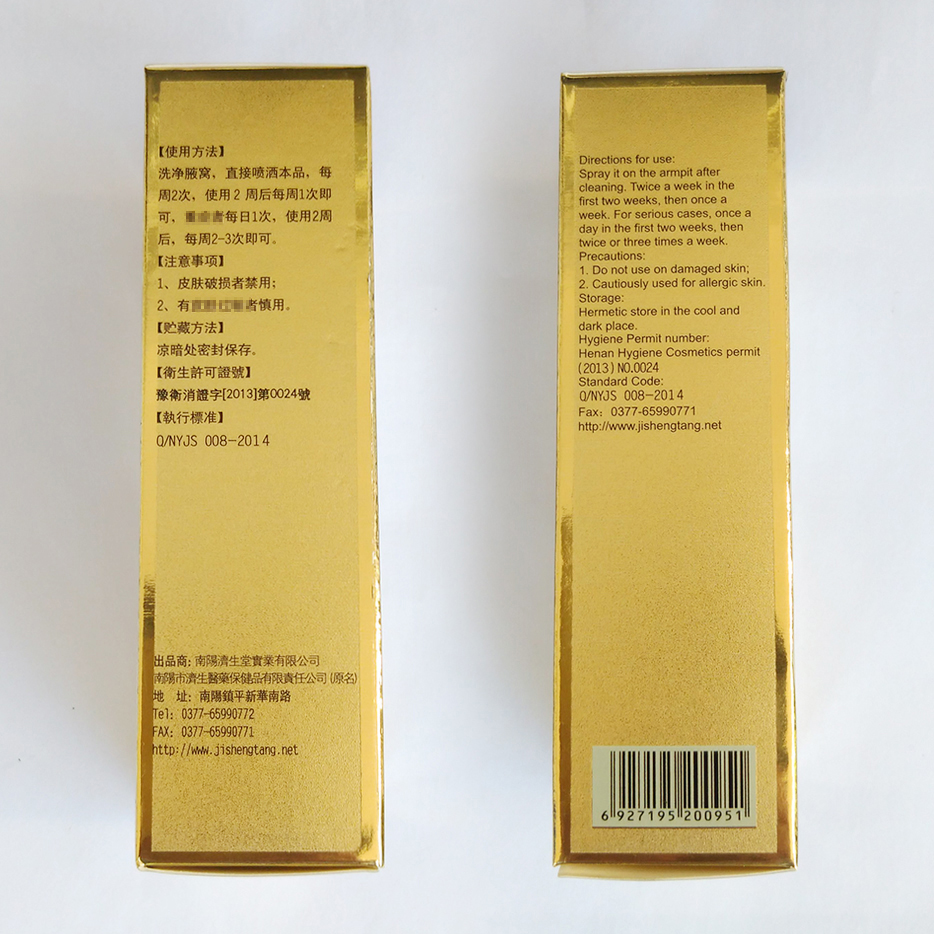 【使用方法】
洗净腋窝、直接喷洒本品，每
周2次，使用2 周后每周1次即
可，者每日1次，使用2周
后，每周2-3次即可。
【注意事项】
1、皮肤破损者禁用；
2、有者慎用。
【贮藏方法】
凉暗处密封保存。
【衛生許可證號】
豫衛消證字[2013]第0024號
【執行標准】
Q/NYJS 008-2014
出品商: 南陽濟生堂實業有限公司
南陽市濟生醫藥保健品有限責任公司(原名)
地 址: 南陽鎮平新華南路
Tel: 0377-65990772
FAX: 0377-65990771
http://www.jishengtang.net
Directions for use:
Spray it on the armpit after
cleaning. Twice a week in the
first two weeks, then once a
week. For serious cases, once a
day in the first two weeks, then
twice or three times a week.
Precautions:
1. Do not use on damaged skin;
2. Cautiously used for allergic skin.
Storage:
Hermetic store in the cool and
dark place.
Hygiene Permit number:
Henan Hygiene Cosmetics permit
(2013) NO.0024
Standard Code:
Q/NYJS 008-2014
Fax: 0377-65990771
http://www.jishengtang.net
6 927195 200951